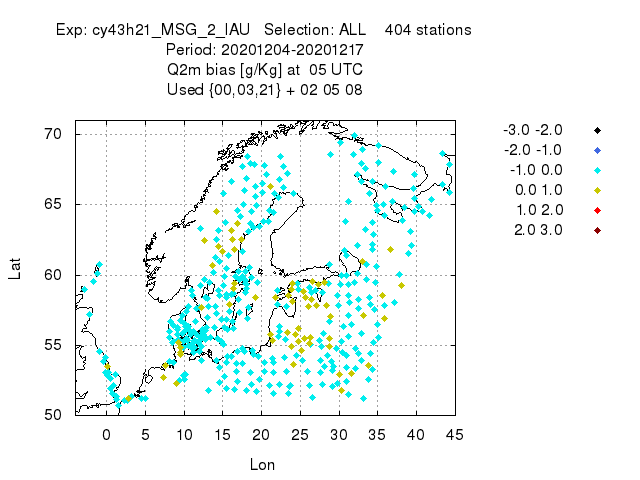 Exp: cy43h21_MSG_2_IAU Selection: ALL 404 stations
Period: 20201204-20201217
Q2m bias [g/Kg] at 05 UTC
Used {00,03,21} + 02 05 08
70
65
60
55
50
Lat
0 5 10 15 20 25 30 35 40 45
Lon
-3.0 -2.0
-2.0 -1.0
-1.0 0.0
0.0 1.0
1.0 2.0
2.0 3.0